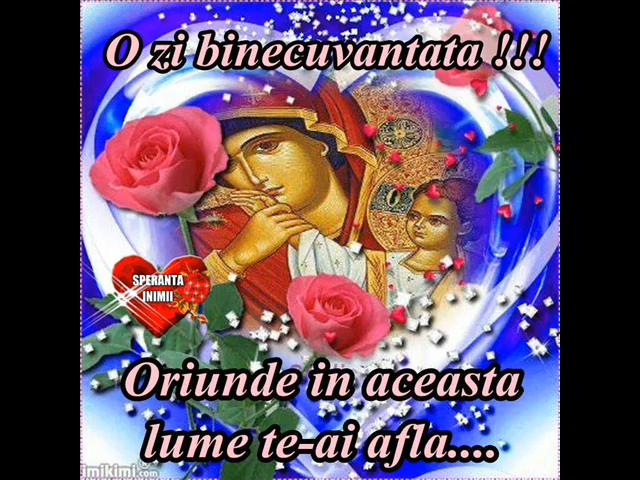 O zi binecuvantata !!!
SPERANTA
INIMII
Oriunde in aceasta
lume te-ai afla....
imikimi.com